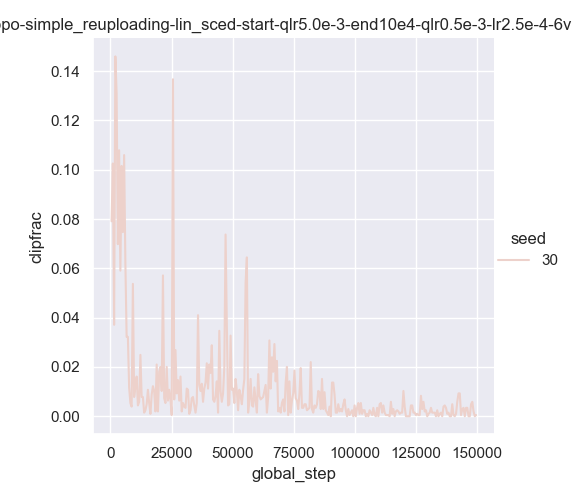 ppo-simple_reuploading-lin_sced-start-qlr5.0e-3-end10e4-qlr0.5e-3-lr2.5e-4-6v
0.14
0.12
0.10
0.08
0.06
0.04
0.02
0.00
clipfrac
0 25000 50000 75000 100000 125000 150000
global_step
seed
30